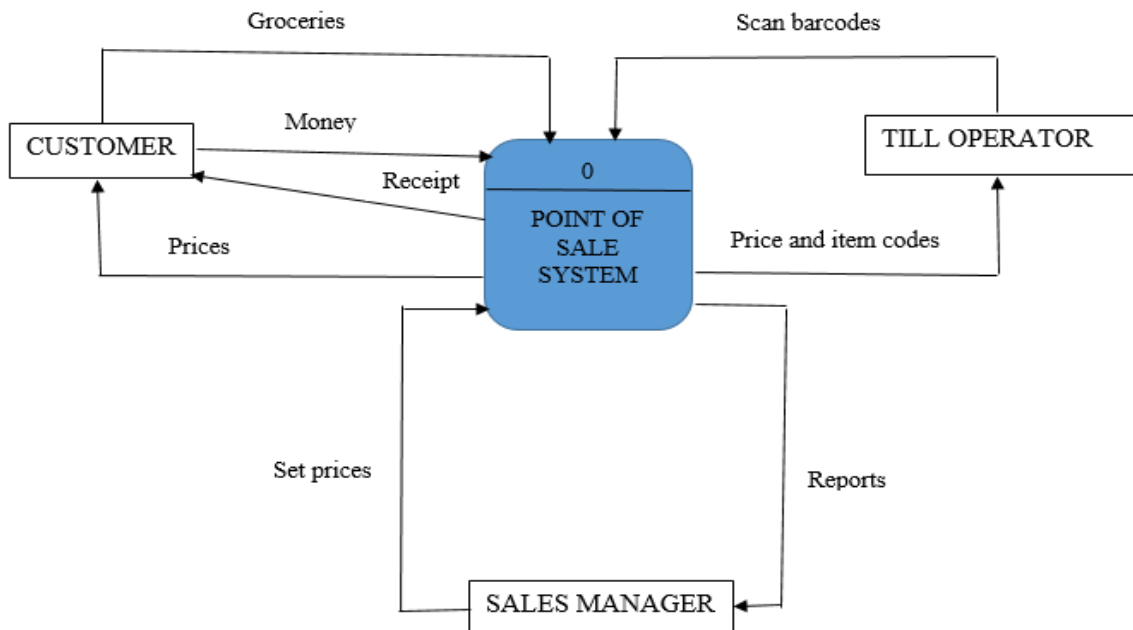 Groceries
Scan barcodes
CUSTOMER
Money
TILL OPERATOR
0
Receipt
POINT OF
SALE
SYSTEM
Prices
Price and item codes
Set prices
Reports
SALES MANAGER